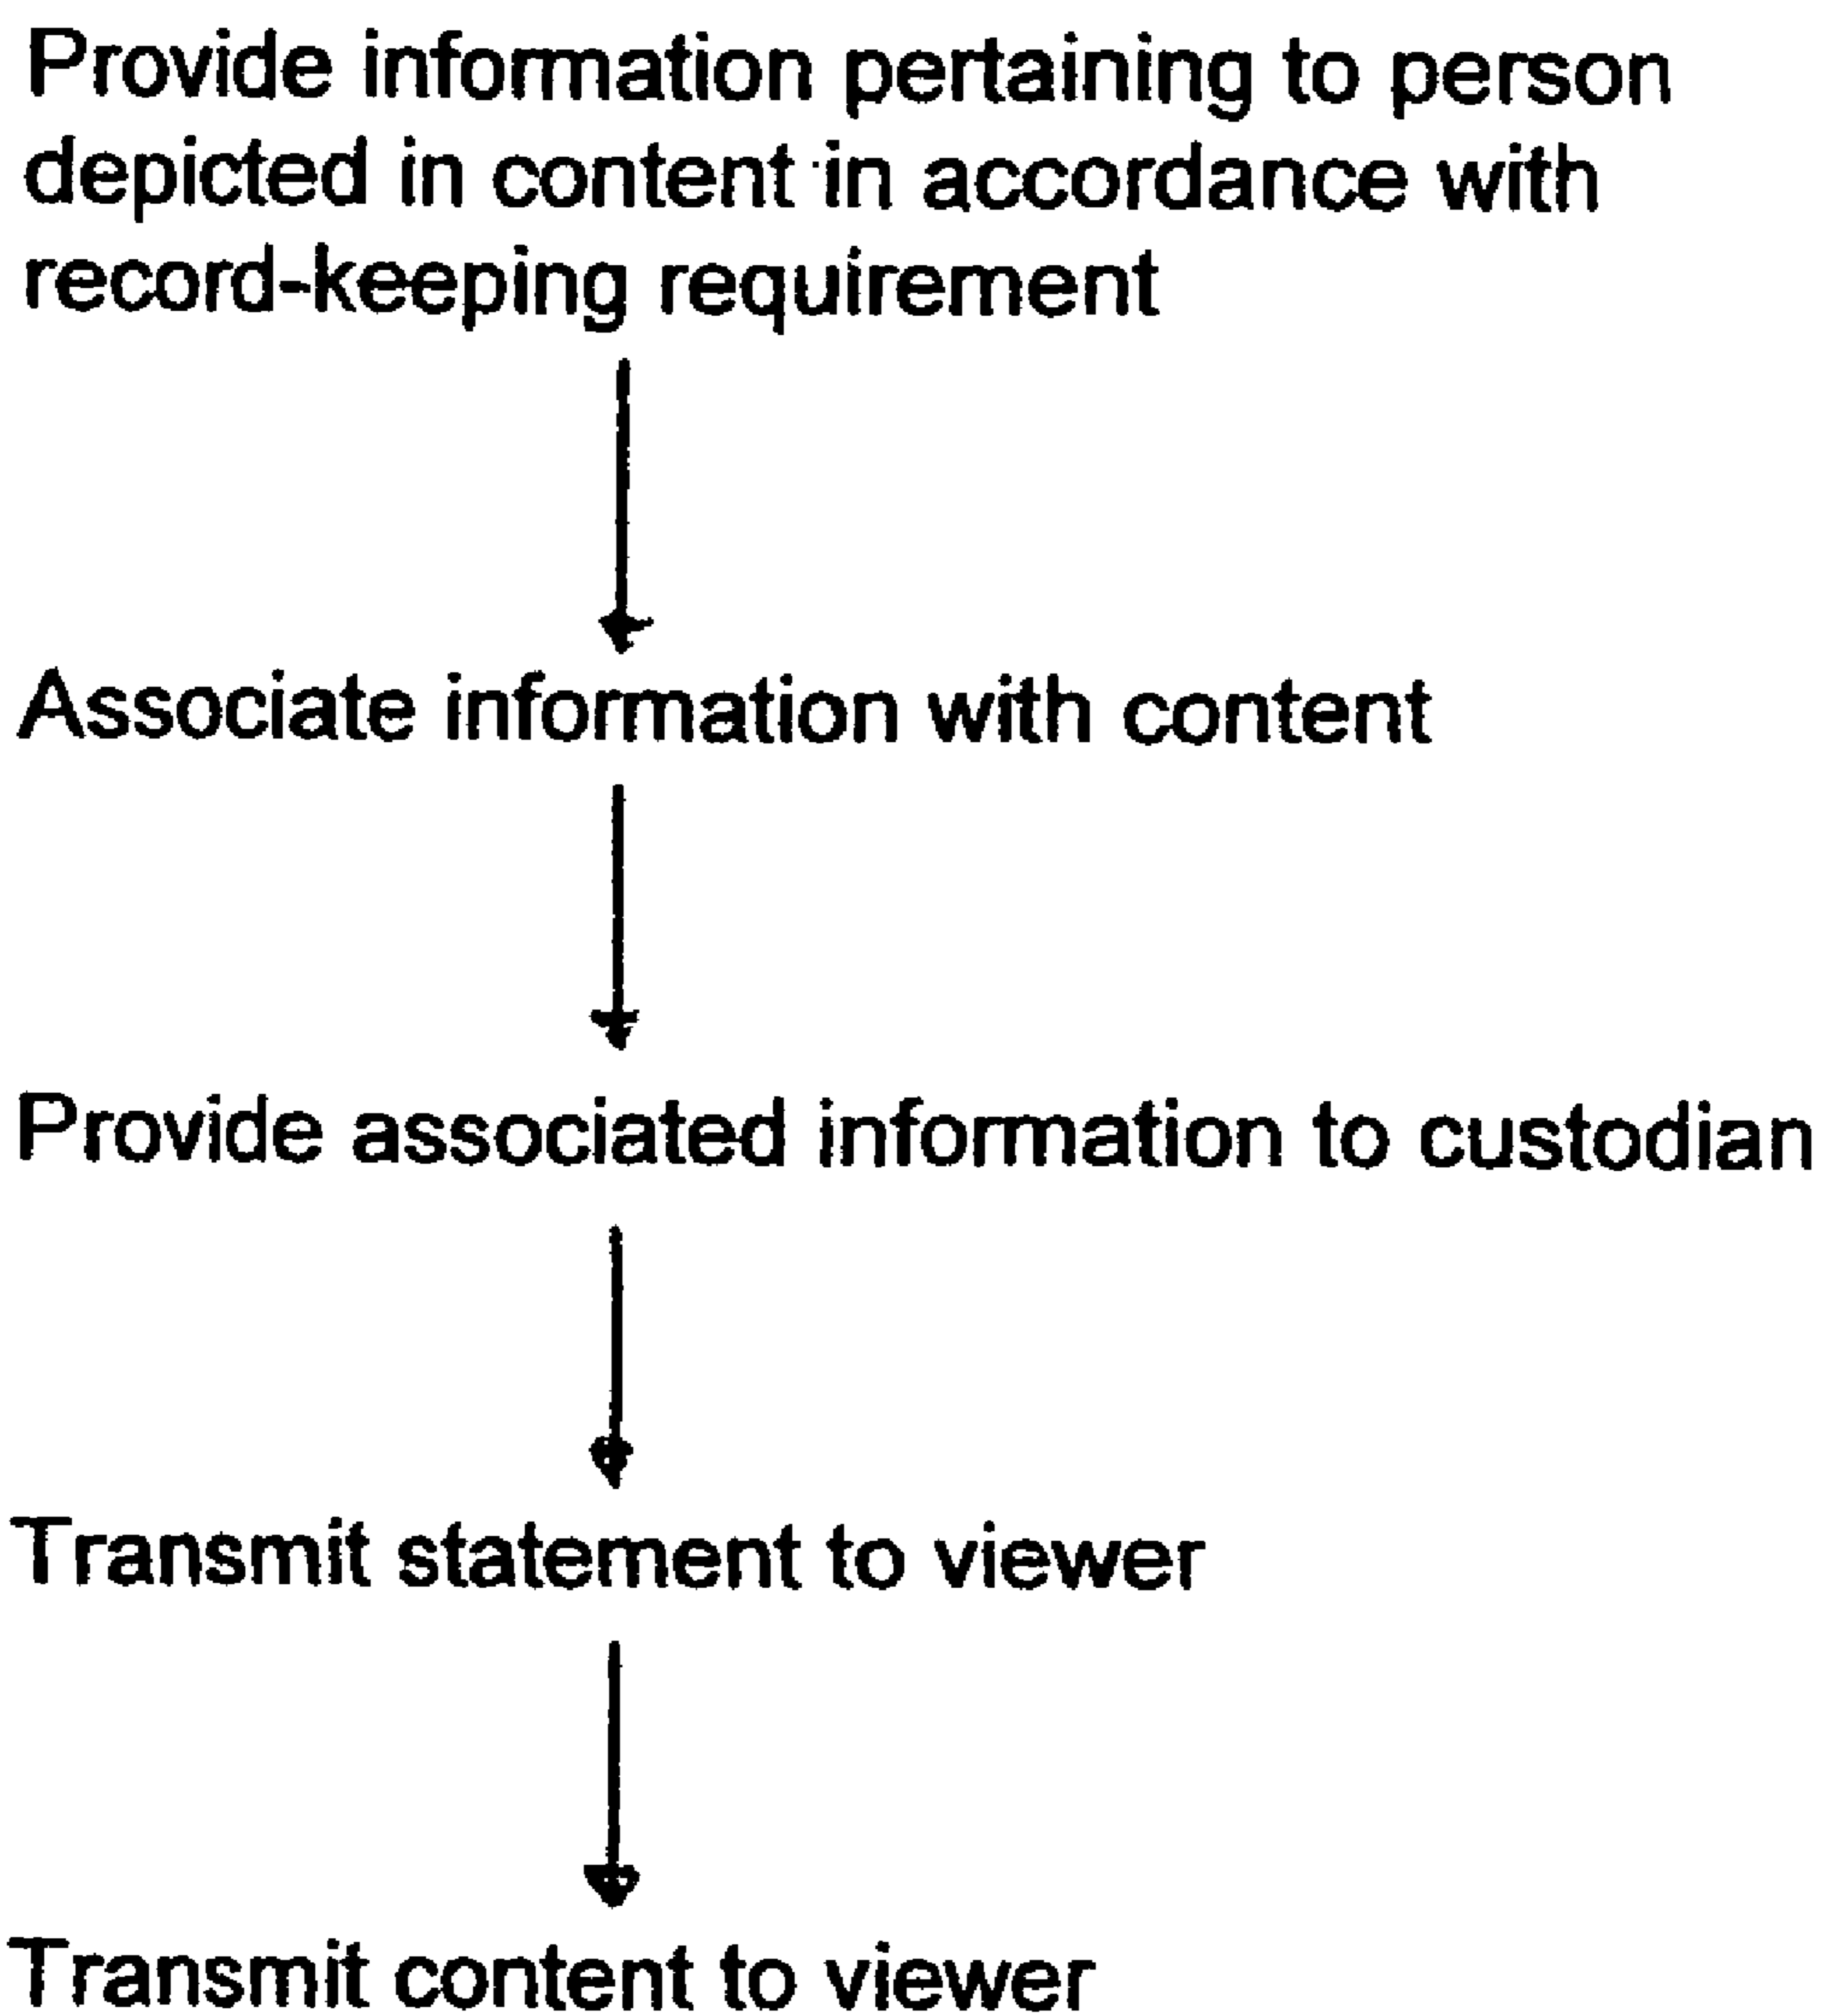 Provide information pertaining to person
depicted in content in accordance with
record-keeping requirement
Associate information with content
Provide associated information to custodian
Transmit statement to viewer
Transmit content to viewer